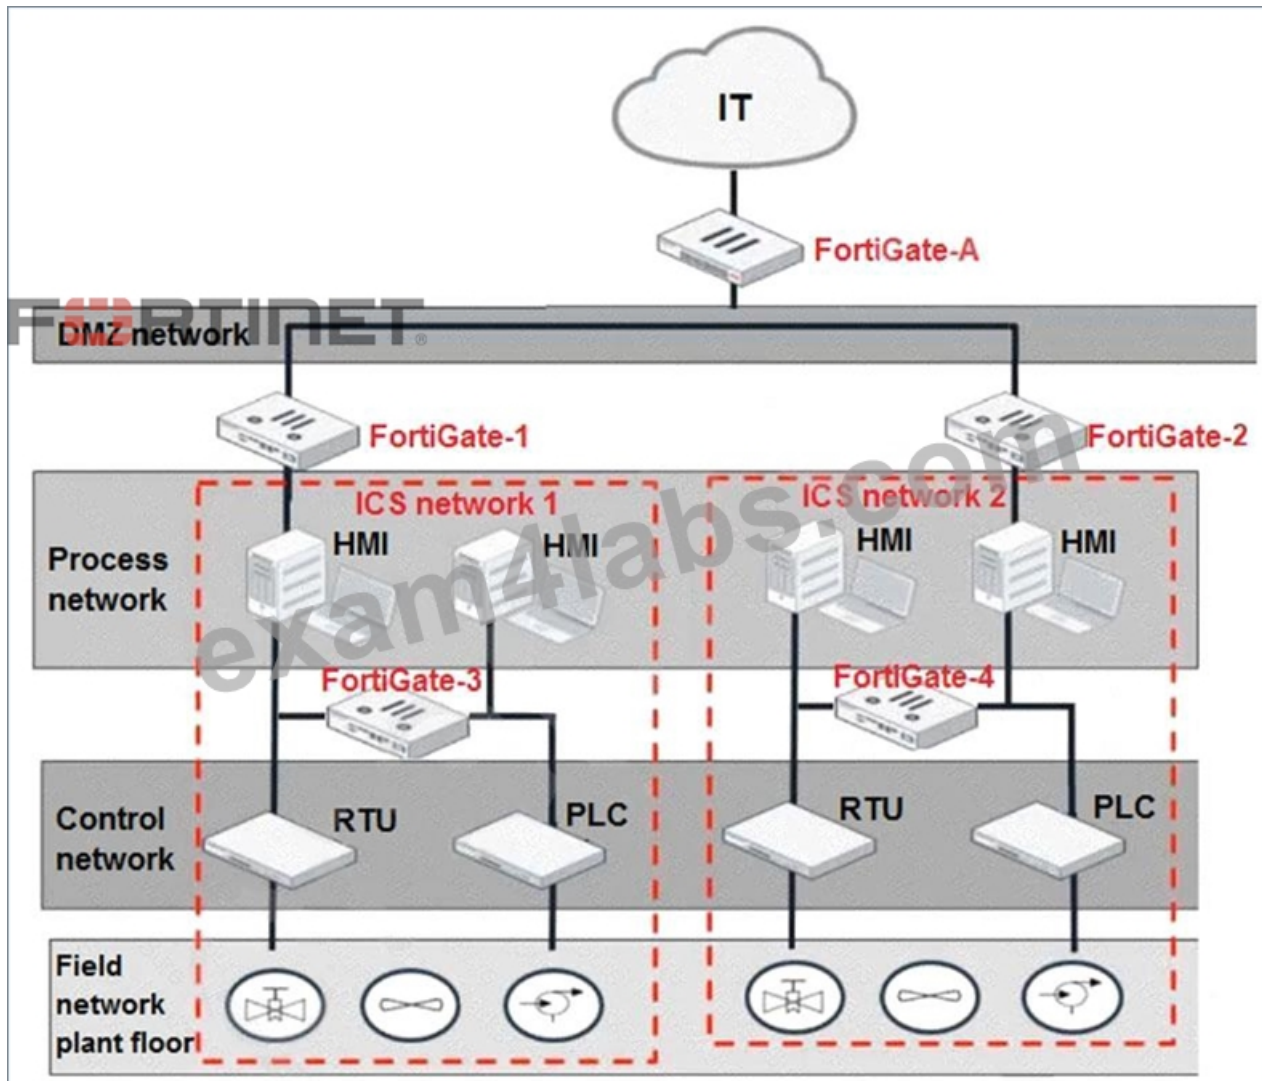 IT
FortiGate-A
FORTINET
DMZ network
FortiGate-1
FortiGate-2
ICS network 1
ICS network 2
HMI
HMI
HMI
HMI
Process
network
exam4labs.com
FortiGate-3
FortiGate-4
Control
network
RTU
PLC
RTU
PLC
Field
network
plant floor